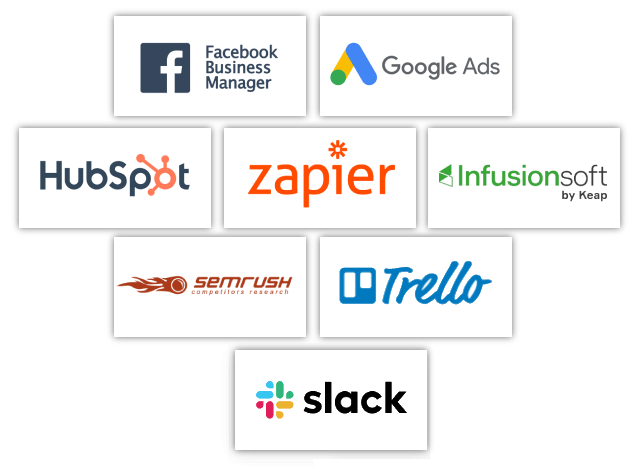 Facebook
Business
Manager
Google Ads
HubSpot
zapier
Infusionsoft
by Keap
semrush
competitors research
Trello
slack